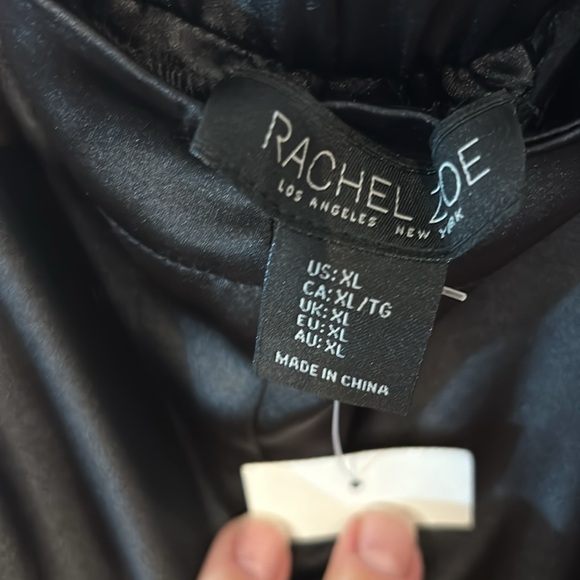 RACHEL ZOE
LOS ANGELES NEW YORK
US: XL
CA: XL/TG
UK: XL
EU: XL
AU: XL
MADE IN CHINA